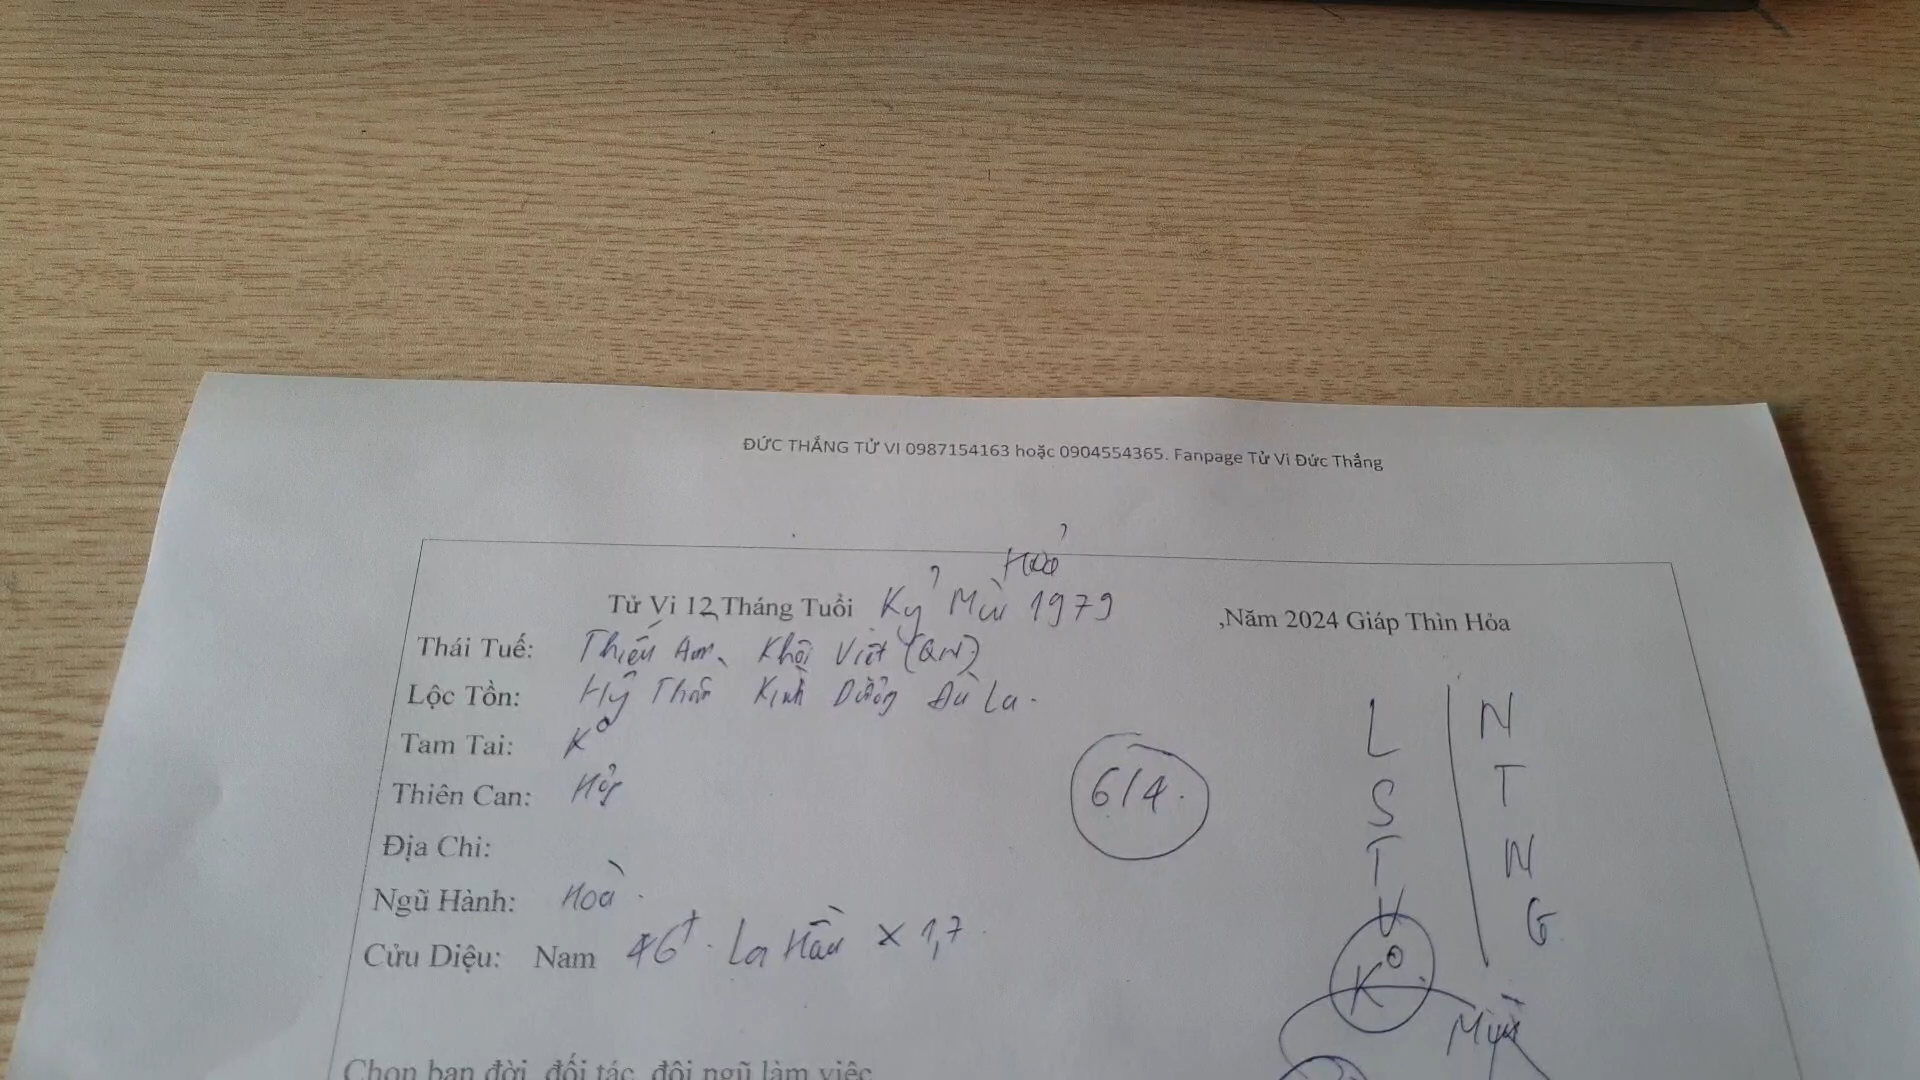 ĐỨC THẮNG TỬ VI 0987154163 hoặc 0904554365. Fanpage Tử Vi Đức Thắng
Hoả
Tử Vi 12 Tháng Tuổi Kỷ Mùi 1979 ,Năm 2024 Giáp Thìn Hỏa
Thái Tuế: Thiếu Âm, Khôi Việt (QN)
Lộc Tồn: Hỷ Thần Kình Dương Đà La.
Tam Tai: K°
Thiên Can:
Địa Chi:
Ngũ Hành: Hoà.
Cửu Diệu: Nam 46t. La Hầu x 1,7
614.
L N
S T
T N
V G
K°
Mùi
Chọn bạn đời, đối tác, đội ngũ làm việc